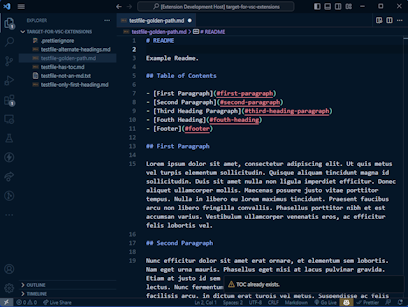 [Extension Development Host] target-for-vsc-extensions
EXPLORER
TARGET-FOR-VSC-EXTENSIONS
.prettierignore
testfile-alternate-headings.md
testfile-golden-path.md
testfile-has-toc.md
testfile-not-an-md.txt
testfile-only-first-heading.md
OUTLINE
TIMELINE
testfile-golden-path.md
testfile-golden-path.md > # README
1 # README
2
3 Example Readme.
4
5 ## Table of Contents
6
7 - [First Paragraph](#first-paragraph)
8 - [Second Paragraph](#second-paragraph)
9 - [Third Heading Paragraph](#third-heading-paragraph)
10 - [Fouth Heading](#fouth-heading)
11 - [Footer](#footer)
12
13 ## First Paragraph
14
15 Lorem ipsum dolor sit amet, consectetur adipiscing elit. Ut quis metus
vel turpis elementum sollicitudin. Quisque aliquam tincidunt magna id
sollicitudin. Duis sit amet nulla non ligula imperdiet efficitur. Donec
aliquet ullamcorper mollis. Maecenas posuere justo vitae porttitor
tempus. Nulla in libero eu lorem maximus tincidunt. Praesent faucibus
arcu non libero fringilla convallis. Phasellus porttitor nibh et est
accumsan varius. Vestibulum ullamcorper venenatis eros, ac efficitur
felis lobortis vel.
16
17 ## Second Paragraph
18
Nunc efficitur dolor sit amet erat ornare, et elementum sem lobortis.
Nam eget urna mauris. Phasellus eget nisi at lacus pulvinar gravida.
Etiam at justo id sem
lectus. Nunc fermentum
facilisis arcu, in dictum erat turpis vel metus. Suspendisse ac felis
TOC already exists.
Live Share
Ln 2, Col 1
Spaces: 2
UTF-8
CRLF
Markdown
Go Live
Prettier